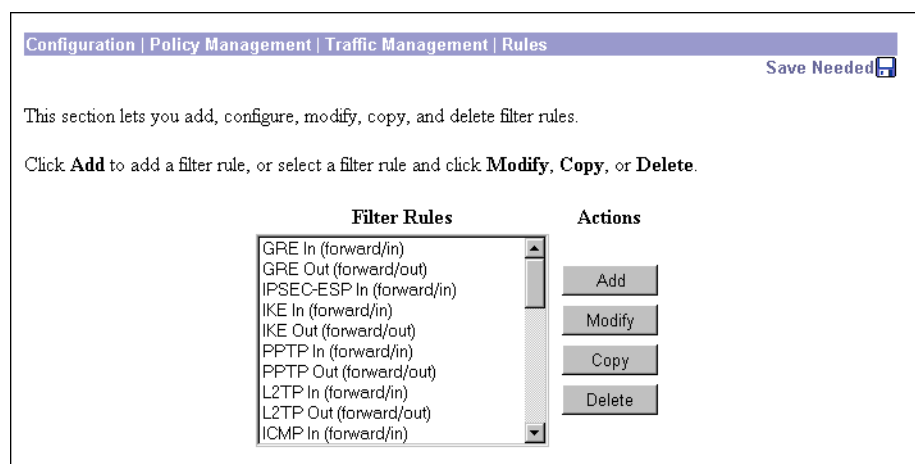 Configuration | Policy Management | Traffic Management | Rules
Save Needed
This section lets you add, configure, modify, copy, and delete filter rules.
Click Add to add a filter rule, or select a filter rule and click Modify, Copy, or Delete.
Filter Rules
Actions
GRE In (forward/in)
GRE Out (forward/out)
IPSEC-ESP In (forward/in)
IKE In (forward/in)
IKE Out (forward/out)
PPTP In (forward/in)
PPTP Out (forward/out)
L2TP In (forward/in)
L2TP Out (forward/out)
ICMP In (forward/in)
Add
Modify
Copy
Delete